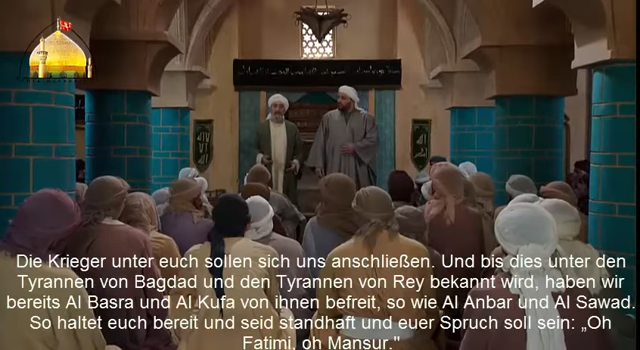 Die Krieger unter euch sollen sich uns anschließen. Und bis dies unter den
Tyrannen von Bagdad und den Tyrannen von Rey bekannt wird, haben wir
bereits Al Basra und Al Kufa von ihnen befreit, so wie Al Anbar und Al Sawad.
So haltet euch bereit und seid standhaft und euer Spruch soll sein: „Oh
Fatimi, oh Mansur."